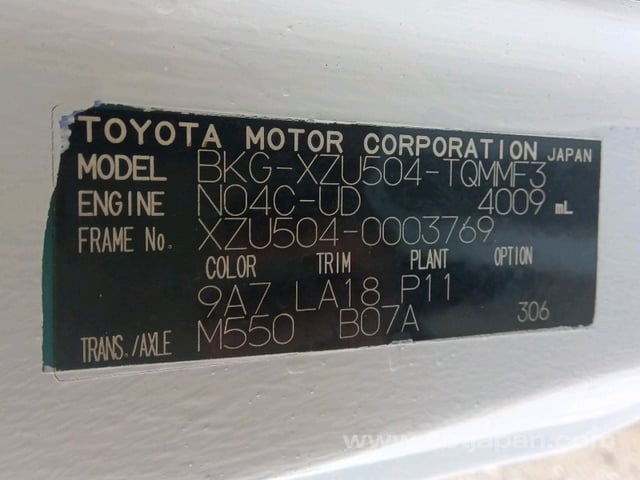 TOYOTA MOTOR CORPORATION JAPAN
MODEL BKG-XZU504-TQMMF3
ENGINE N04C-UD 4009 mL
FRAME No. XZU504-0003769
COLOR TRIM PLANT OPTION
9A7 LA18 P11
TRANS./AXLE M550 B07A 306